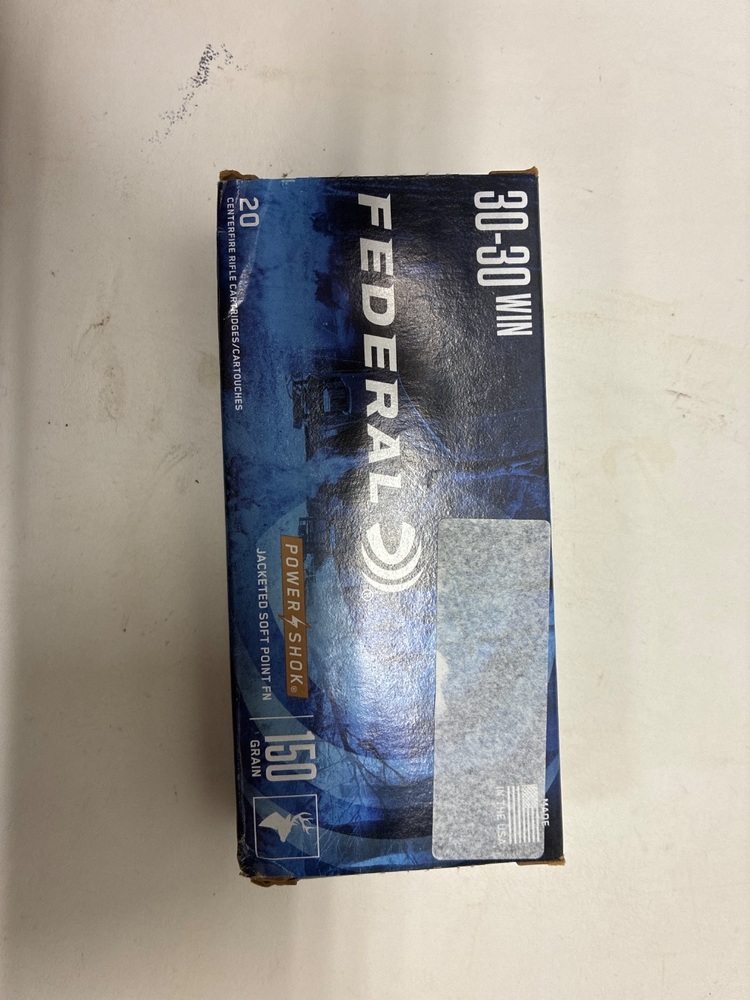 30-30 WIN
FEDERAL®
20
CENTERFIRE RIFLE CARTRIDGES/CARTOUCHES
POWER SHOK®
JACKETED SOFT POINT FN
150
GRAIN
MADE
IN THE USA